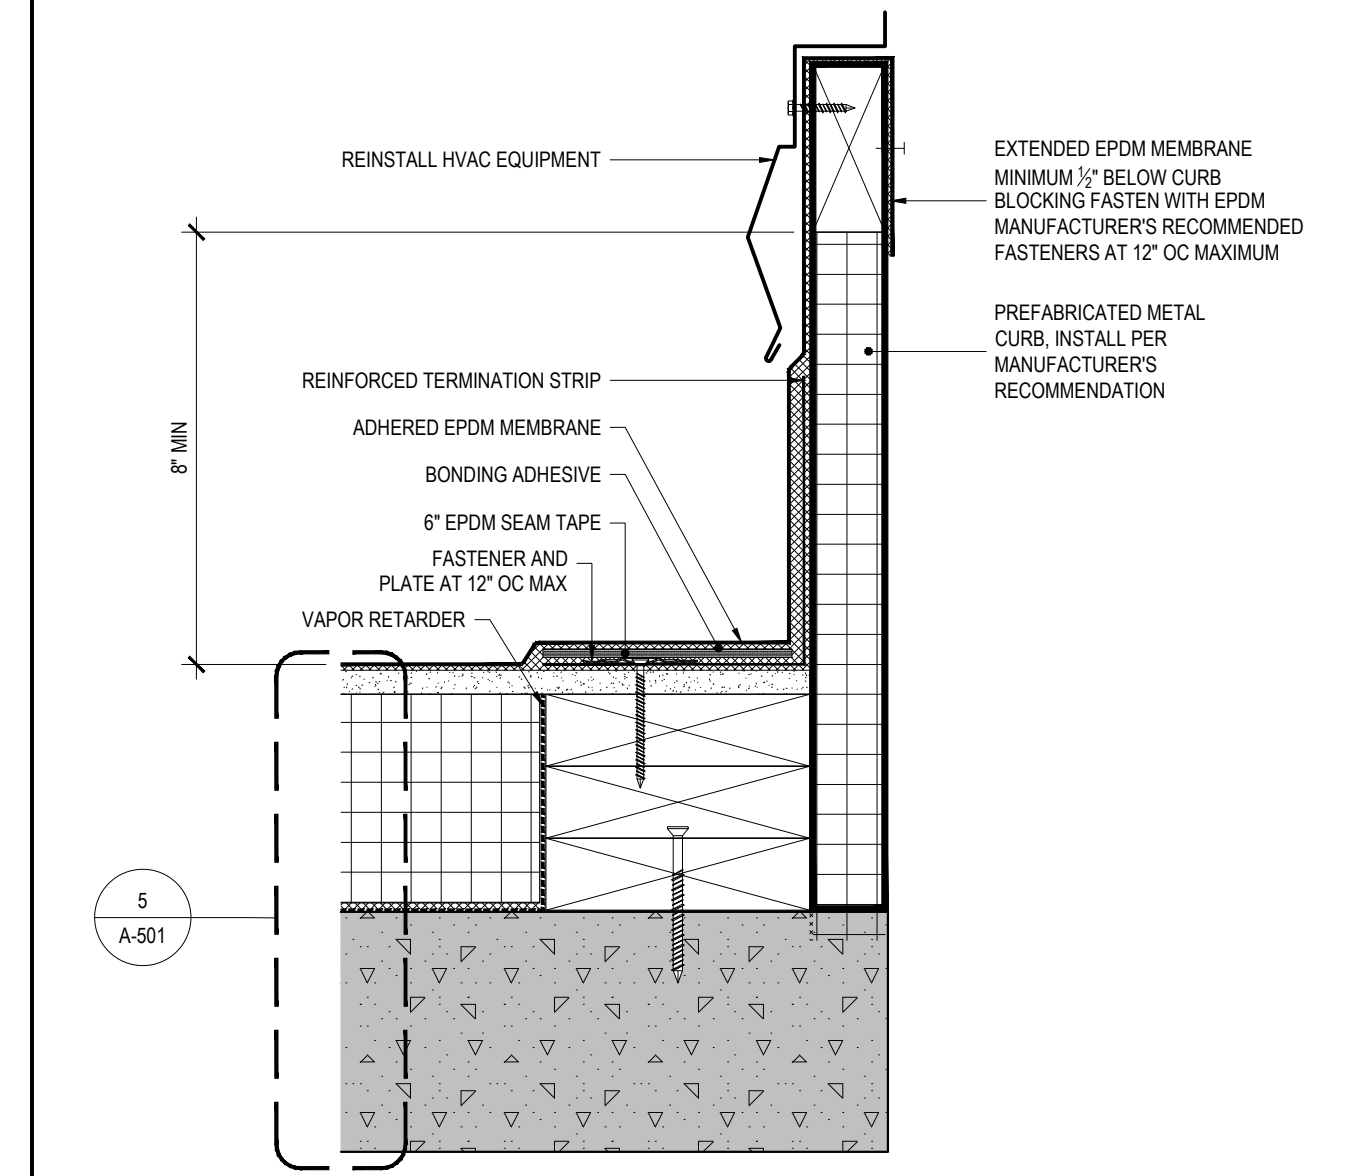 REINSTALL HVAC EQUIPMENT
EXTENDED EPDM MEMBRANE
MINIMUM ½" BELOW CURB
BLOCKING FASTEN WITH EPDM
MANUFACTURER'S RECOMMENDED
FASTENERS AT 12" OC MAXIMUM
PREFABRICATED METAL
CURB, INSTALL PER
MANUFACTURER'S
RECOMMENDATION
REINFORCED TERMINATION STRIP
ADHERED EPDM MEMBRANE
BONDING ADHESIVE
6" EPDM SEAM TAPE
FASTENER AND
PLATE AT 12" OC MAX
VAPOR RETARDER
8" MIN
5
A-501